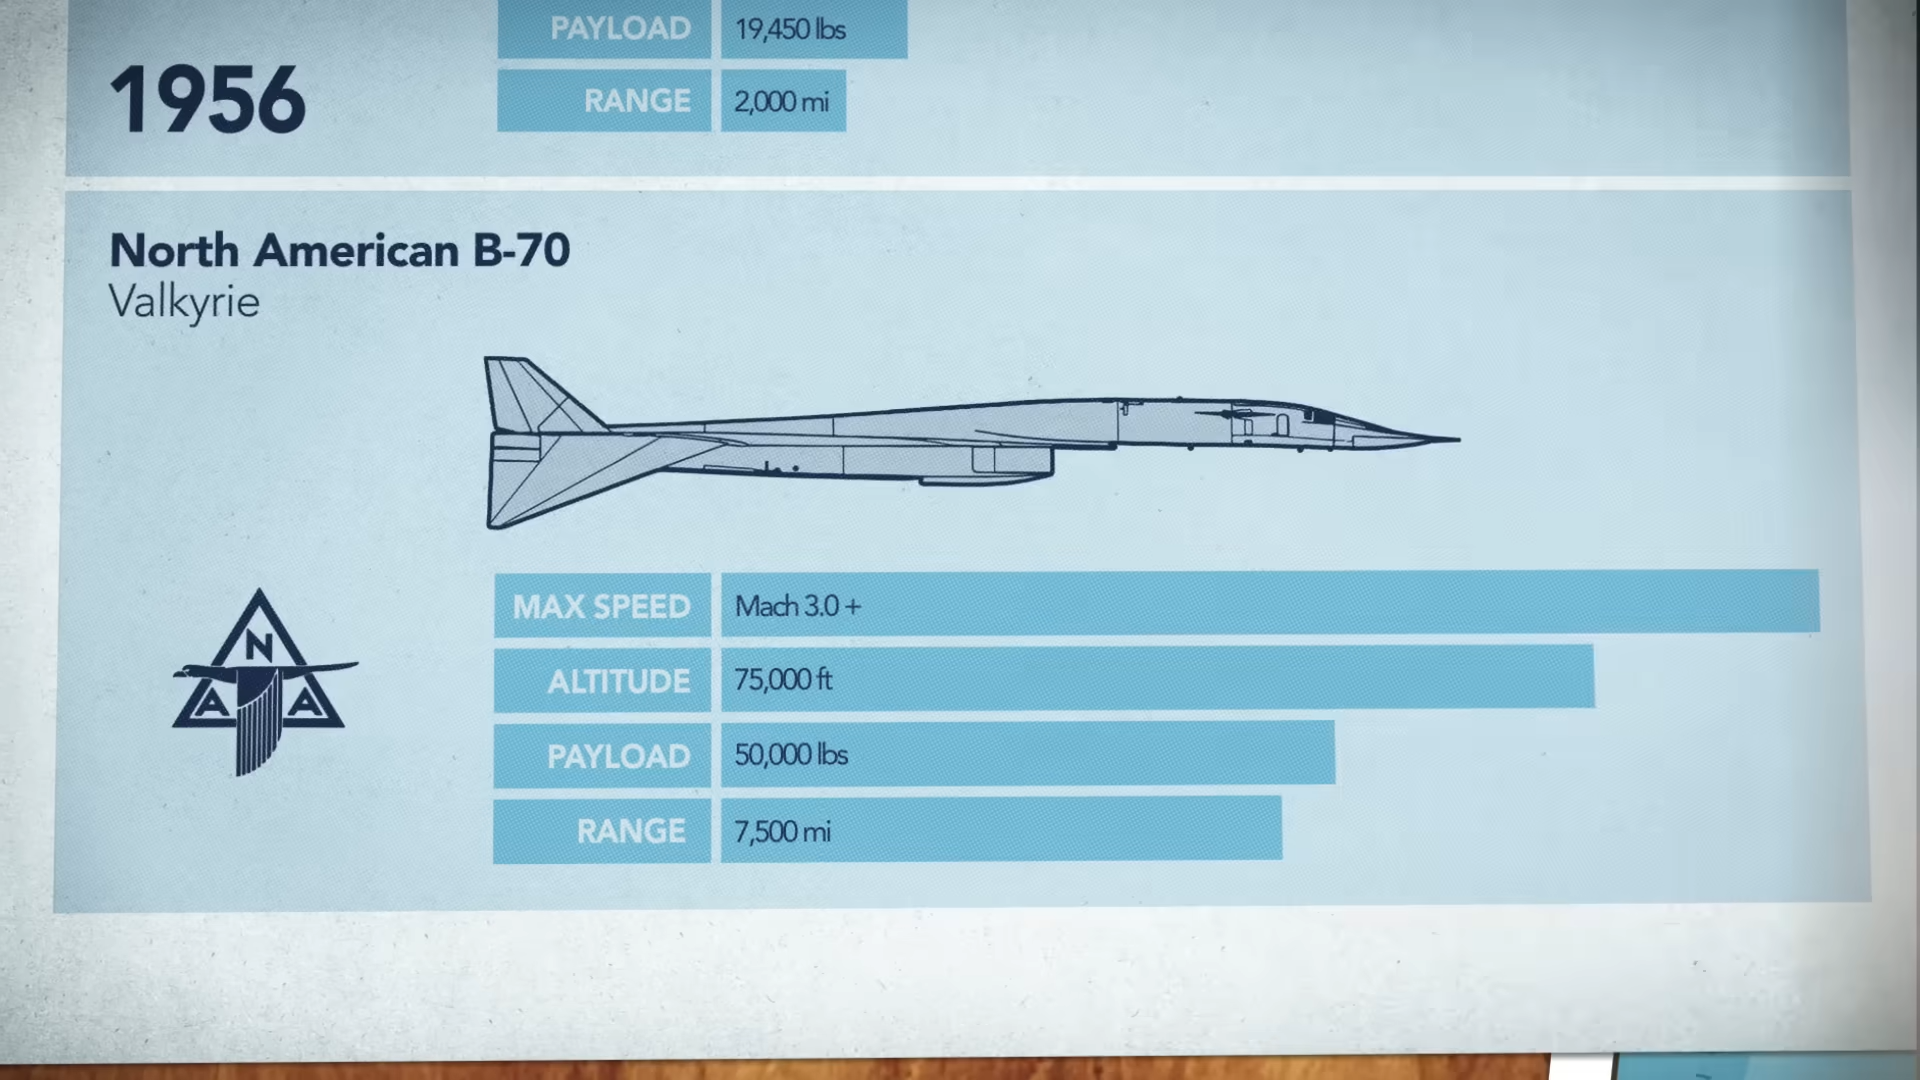 PAYLOAD 19,450 lbs
1956
RANGE 2,000 mi
North American B-70
Valkyrie
MAX SPEED Mach 3.0 +
N
A A
ALTITUDE 75,000 ft
PAYLOAD 50,000 lbs
RANGE 7,500 mi